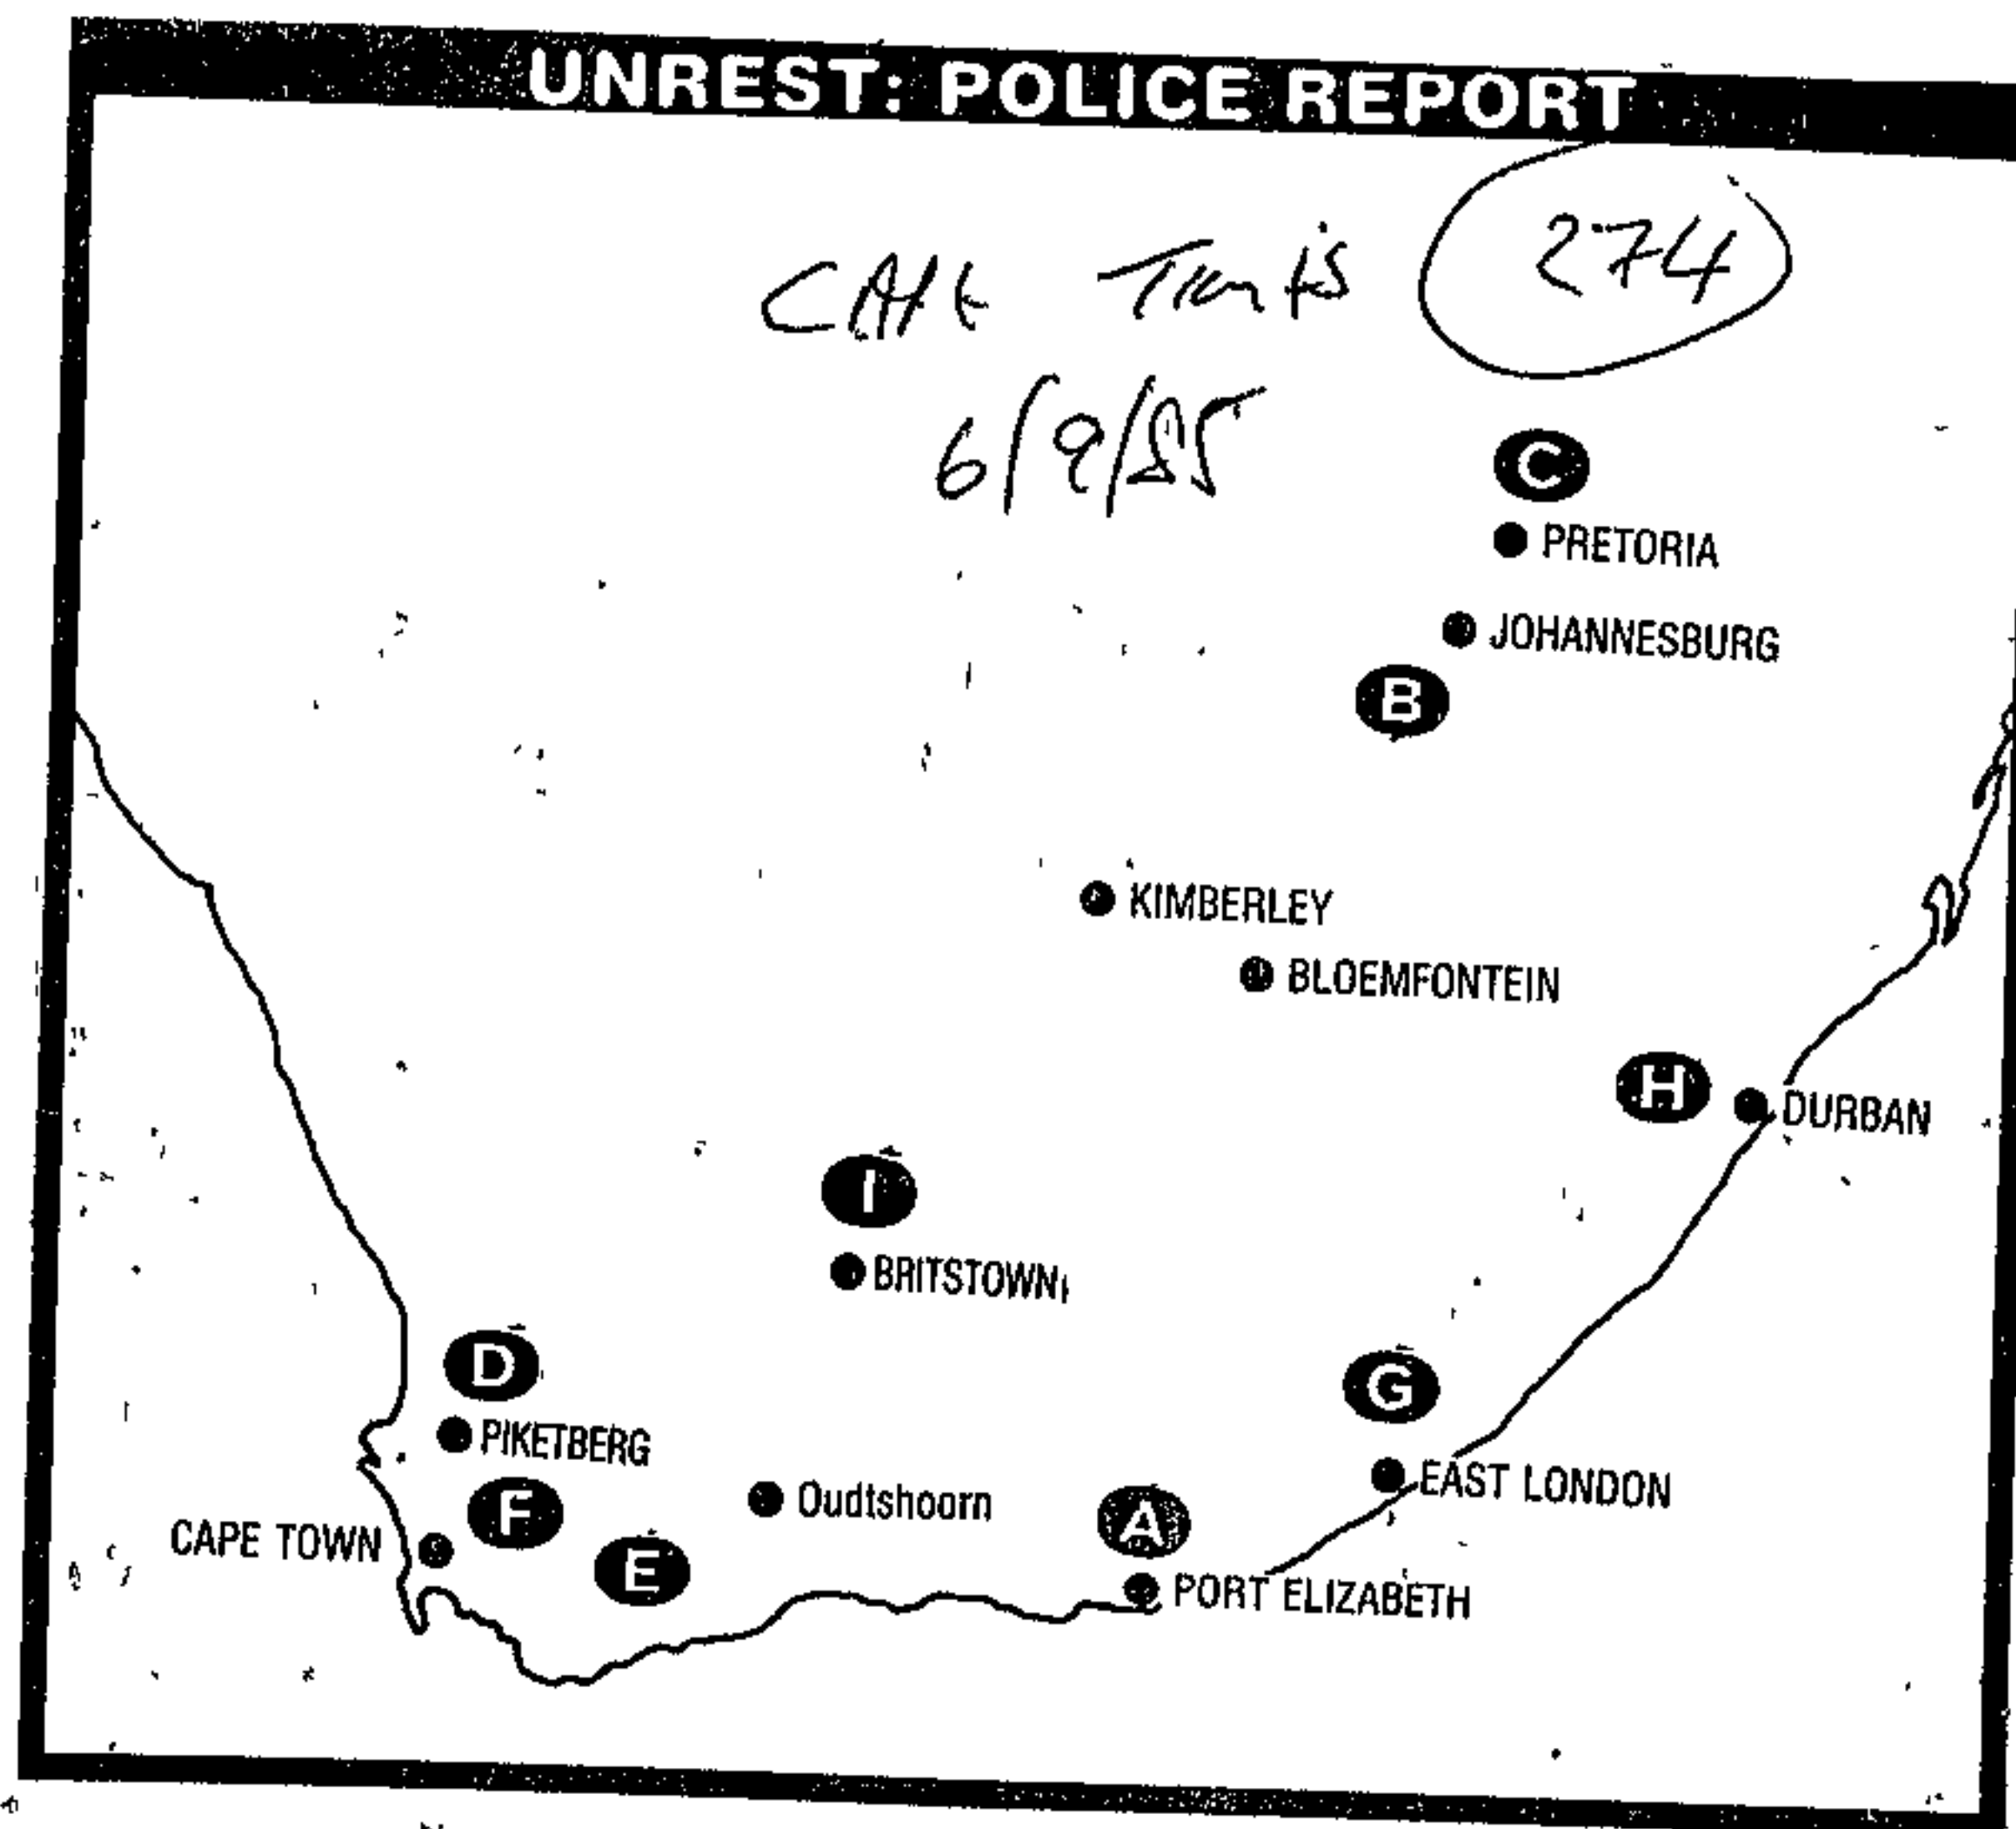 UNREST: POLICE REPORT
274
6/9/85
C
PRETORIA
JOHANNESBURG
B
KIMBERLEY
BLOEMFONTEIN
H
DURBAN
I
BRITSTOWN
D
G
PIKETBERG
EAST LONDON
Oudtshoorn
F
A
CAPE TOWN
E
PORT ELIZABETH